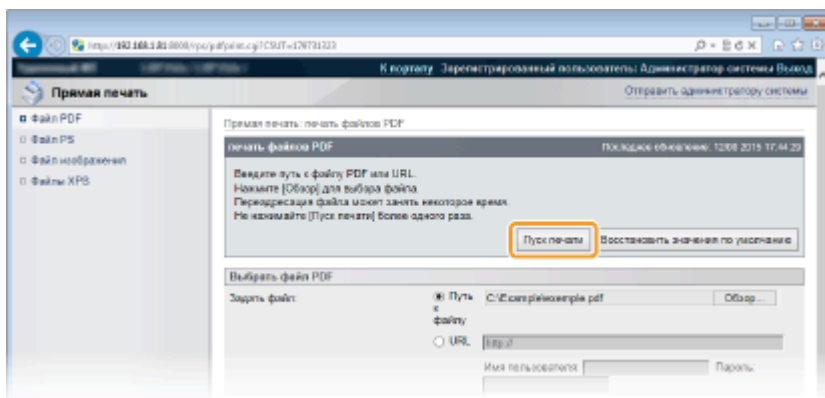 К порталу Зарегистрированный пользователь: Администратор системы Выход
Прямая печать
Отправить администратору системы
Файл PDF
Файл PS
Файл изображения
Файлы XPS
Прямая печать: печать файлов PDF
печать файлов PDF
Последнее обновление: 12/08 2015 17:44:29
Введите путь к файлу PDF или URL.
Нажмите [Обзор] для выбора файла.
Переадресация файла может занять некоторое время.
Не нажимайте [Пуск печати] более одного раза.
Пуск печати
Восстановить значения по умолчанию
Выбрать файл PDF
Задать файл:
Путь к файлу
C:\Example\example.pdf
Обзор...
URL
http://
Имя пользователя:
Пароль: